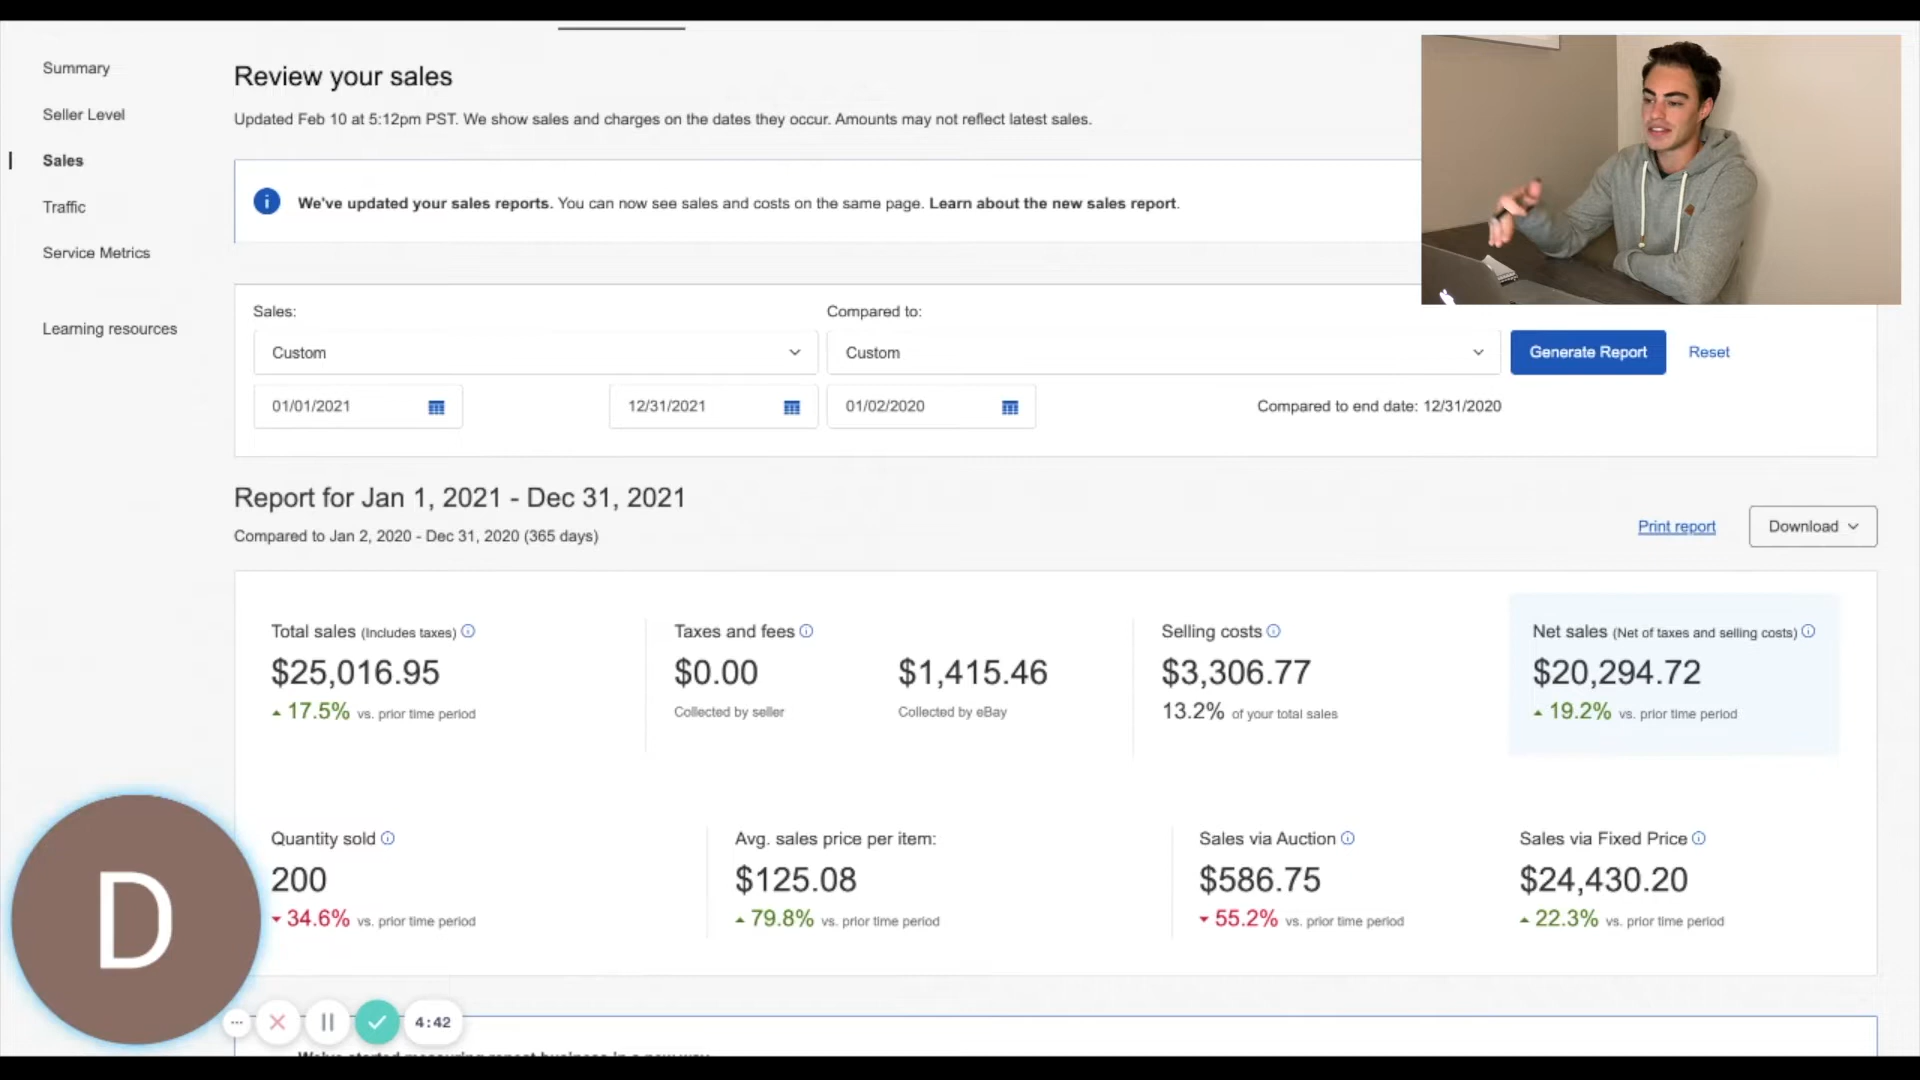 Summary
Seller Level
Sales
Traffic
Service Metrics
Learning resources
Review your sales
Updated Feb 10 at 5:12pm PST. We show sales and charges on the dates they occur. Amounts may not reflect latest sales.
We've updated your sales reports. You can now see sales and costs on the same page. Learn about the new sales report.
Sales:
Compared to:
Custom
Custom
Generate Report
Reset
01/01/2021
12/31/2021
01/02/2020
Compared to end date: 12/31/2020
Report for Jan 1, 2021 - Dec 31, 2021
Compared to Jan 2, 2020 - Dec 31, 2020 (365 days)
Print report
Download
Total sales (Includes taxes)
$25,016.95
17.5% vs. prior time period
Taxes and fees
$0.00
Collected by seller
$1,415.46
Collected by eBay
Selling costs
$3,306.77
13.2% of your total sales
Net sales (Net of taxes and selling costs)
$20,294.72
19.2% vs. prior time period
Quantity sold
200
34.6% vs. prior time period
Avg. sales price per item:
$125.08
79.8% vs. prior time period
Sales via Auction
$586.75
55.2% vs. prior time period
Sales via Fixed Price
$24,430.20
22.3% vs. prior time period
D
4:42
We've started measuring repeat business in a new way